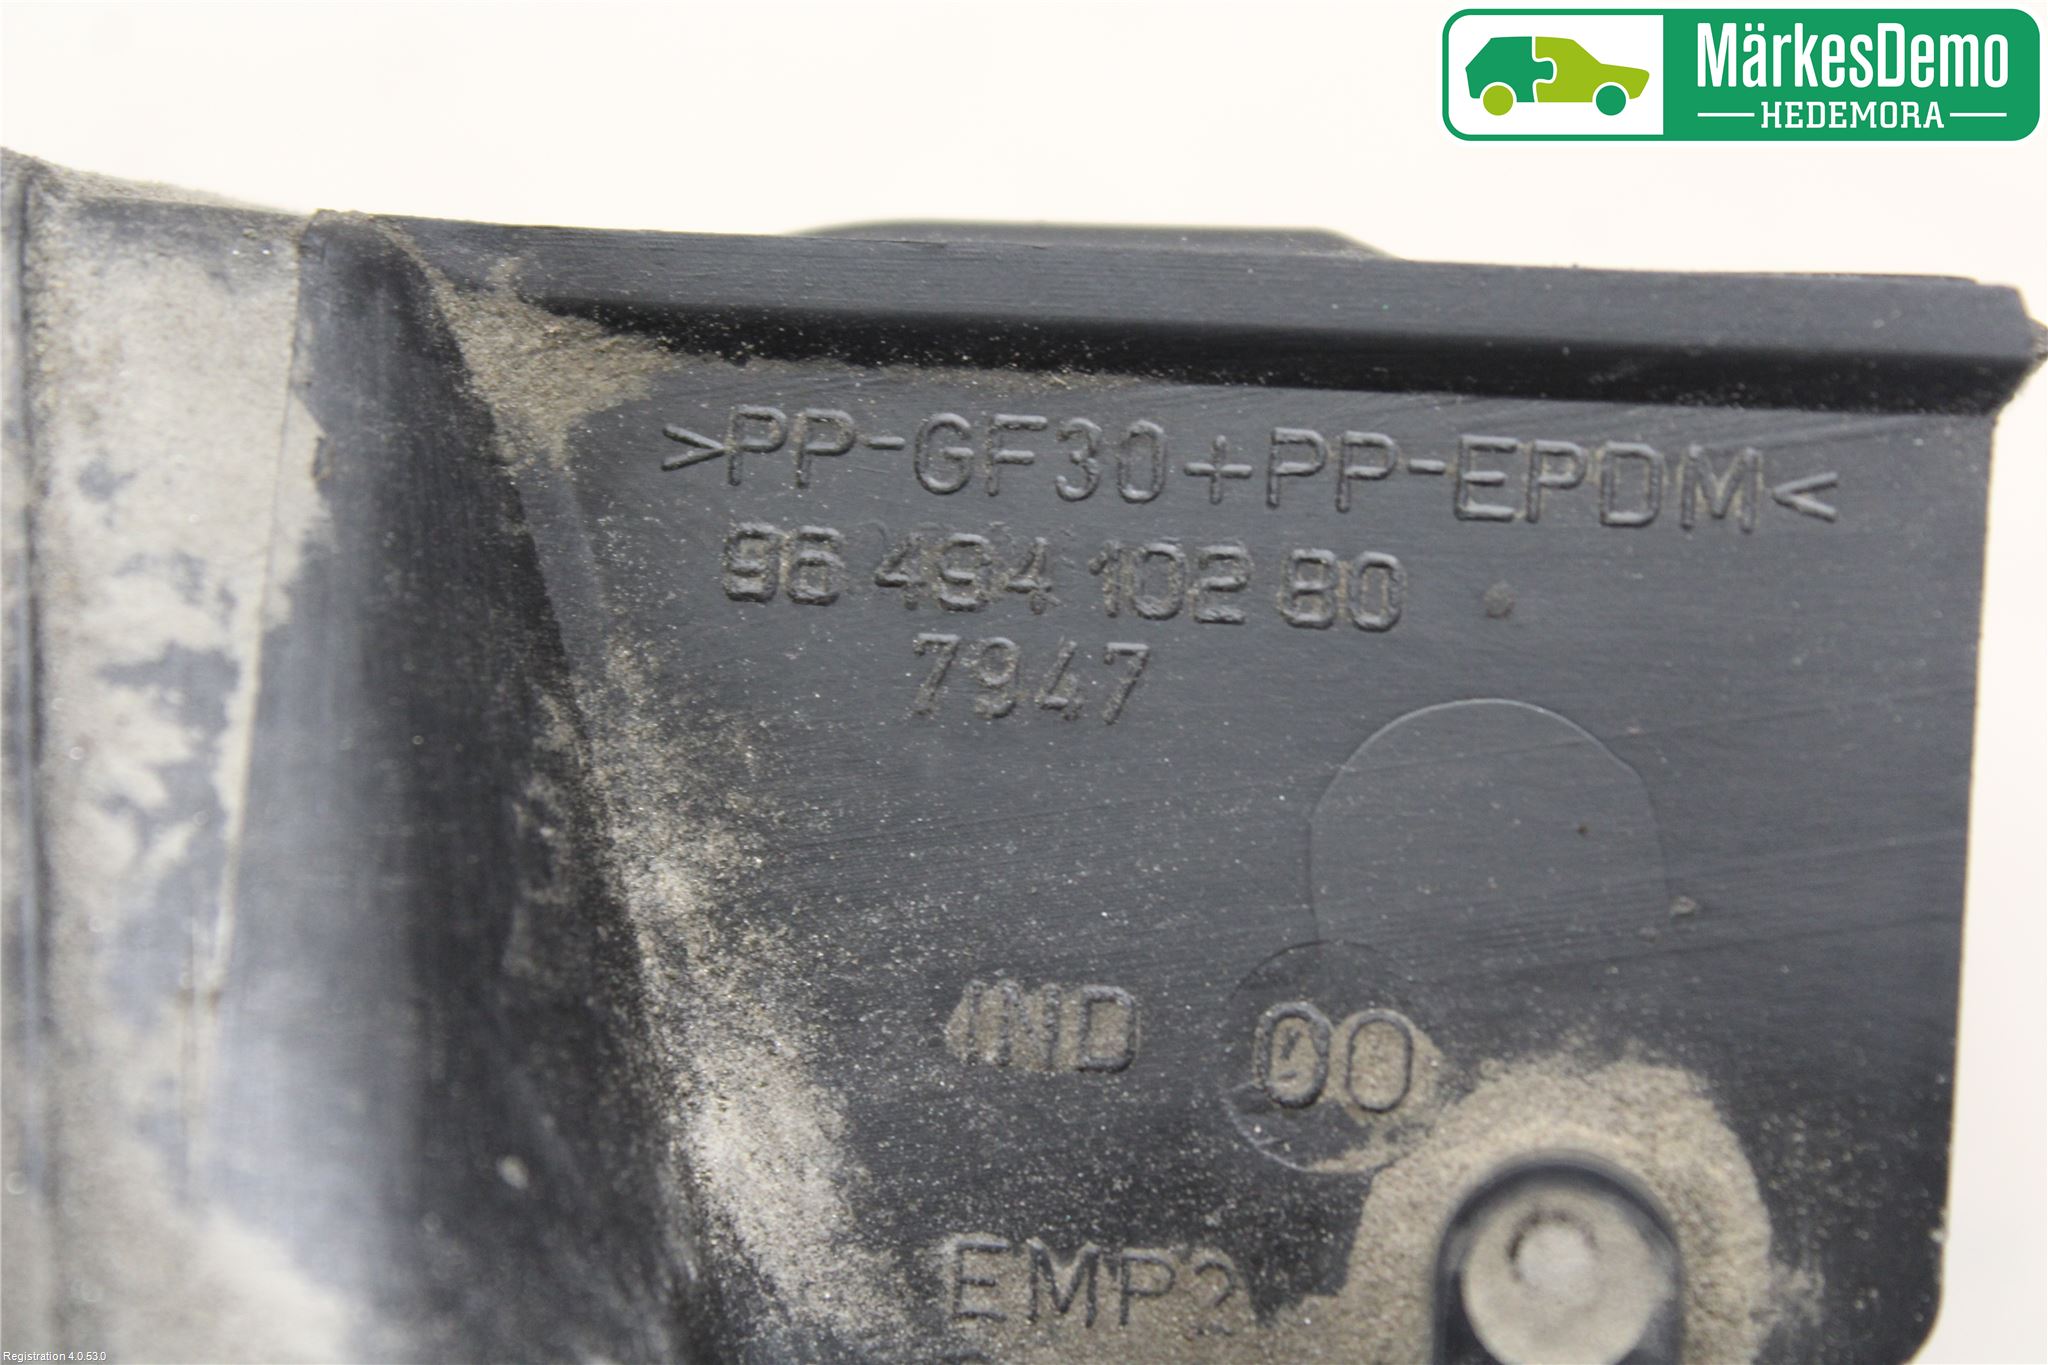 MärkesDemo
HEDEMORA
>PP-GF30+PP-EPDM<
96 494 102 80
7947
IND 00
EMP2
Registration 4.0.53.0